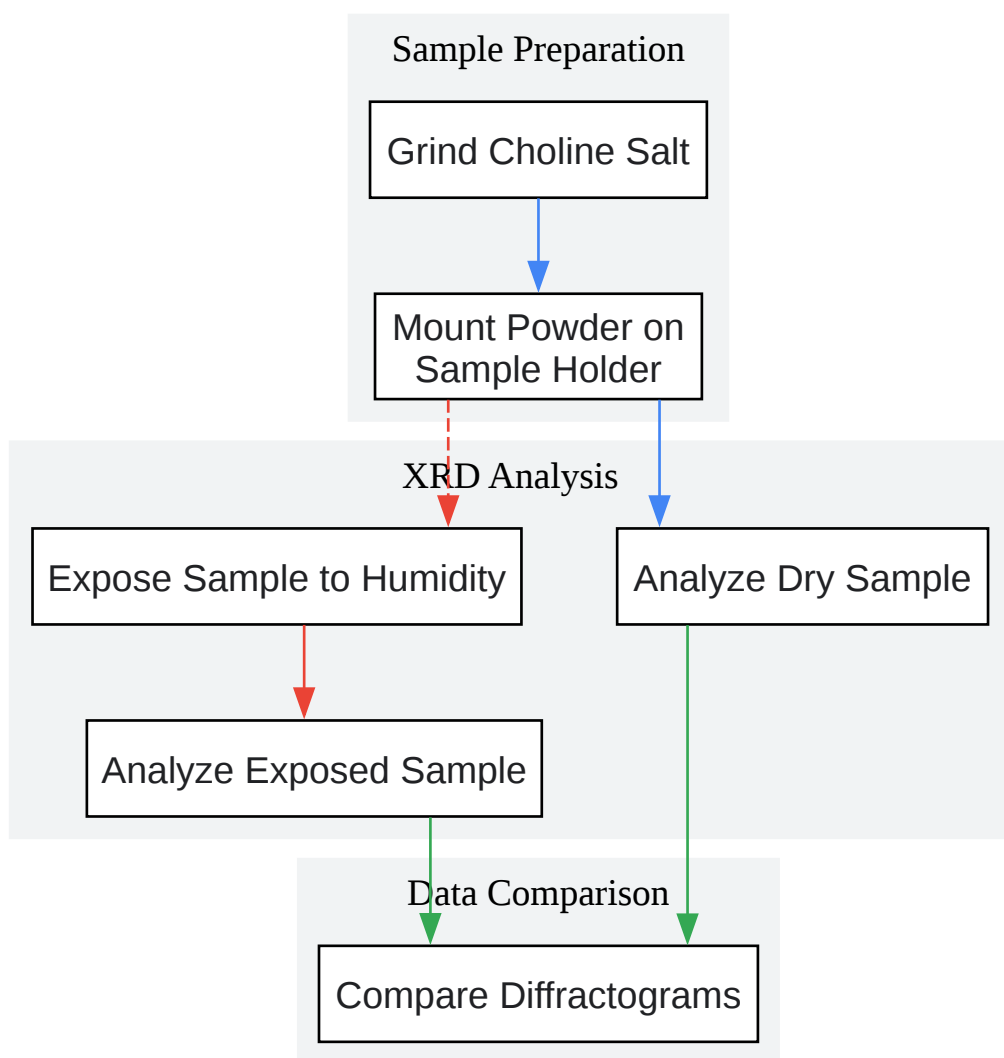 Sample Preparation
Grind Choline Salt
Mount Powder on
Sample Holder
XRD Analysis
Expose Sample to Humidity
Analyze Dry Sample
Analyze Exposed Sample
Data Comparison
Compare Diffractograms